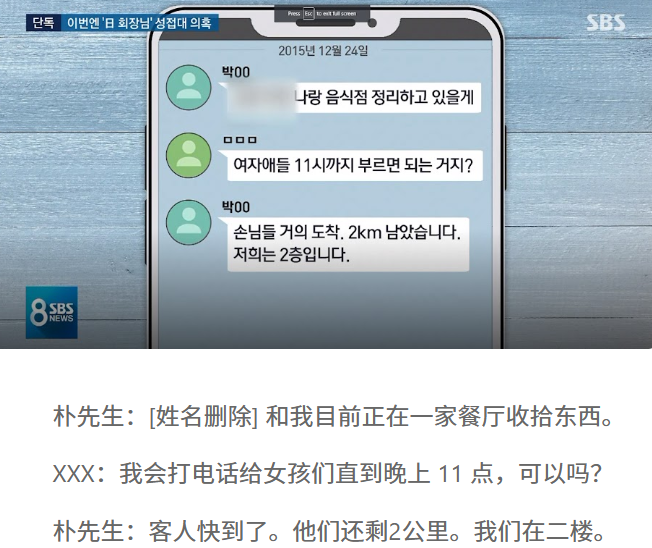 단독 이번엔 '日 회장님' 성접대 의혹
Press Esc to exit full screen
SBS
2015년 12월 24일
박00
나랑 음식점 정리하고 있을게
ㅁㅁㅁ
여자애들 11시까지 부르면 되는 거지?
박00
손님들 거의 도착. 2km 남았습니다.
저희는 2층입니다.
8 SBS
NEWS
朴先生：[姓名删除] 和我目前正在一家餐厅收拾东西。
XXX：我会打电话给女孩们直到晚上 11 点，可以吗？
朴先生：客人快到了。他们还剩2公里。我们在二楼。